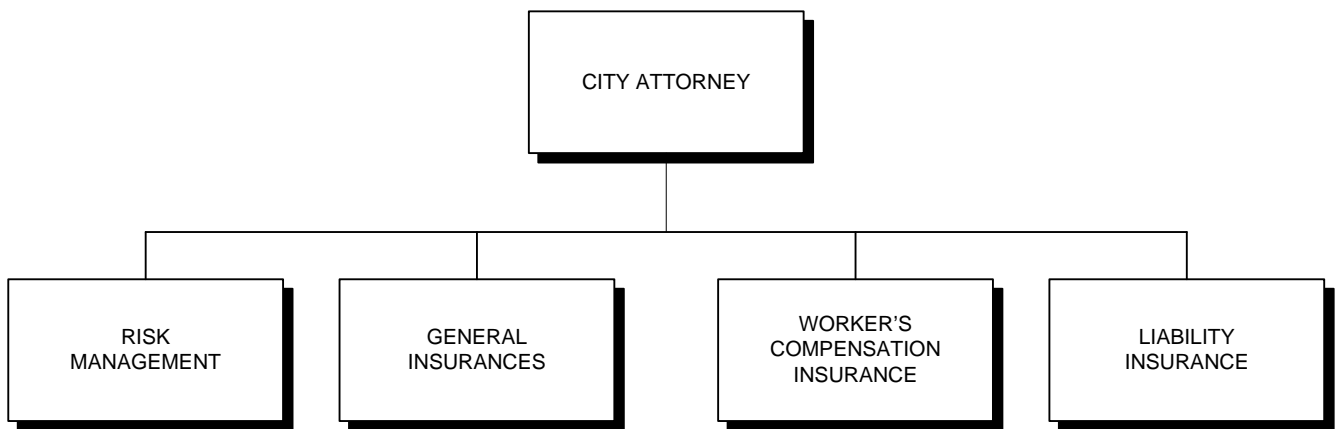 CITY ATTORNEY
RISK
MANAGEMENT
GENERAL
INSURANCES
WORKER'S
COMPENSATION
INSURANCE
LIABILITY
INSURANCE